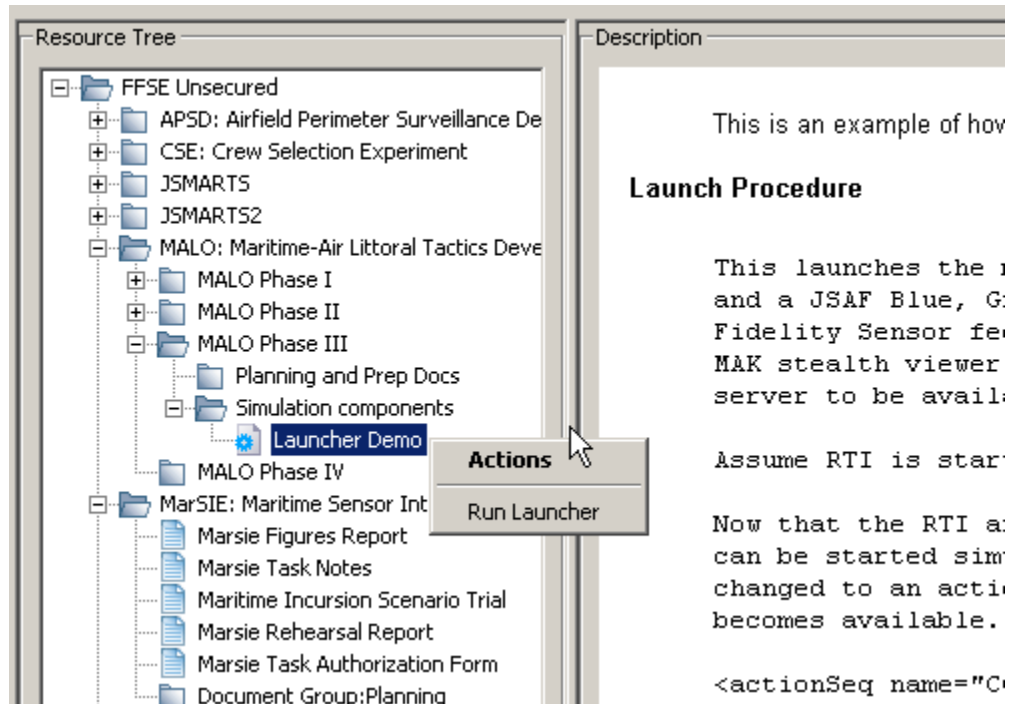 Resource Tree
FFSE Unsecured
APSD: Airfield Perimeter Surveillance De
CSE: Crew Selection Experiment
JSMARTS
JSMARTS2
MALO: Maritime-Air Littoral Tactics Deve
MALO Phase I
MALO Phase II
MALO Phase III
Planning and Prep Docs
Simulation components
Launcher Demo
MALO Phase IV
MarSIE: Maritime Sensor Int
Marsie Figures Report
Marsie Task Notes
Maritime Incursion Scenario Trial
Marsie Rehearsal Report
Marsie Task Authorization Form
Document Group:Planning
Actions
Run Launcher
Description
This is an example of how
Launch Procedure
This launches the
and a JSAF Blue,
Fidelity Sensor
MAK stealth viewer
server to be
Assume RTI is
Now that the RTI
can be started
changed to an
becomes available.
<actionSeq name="